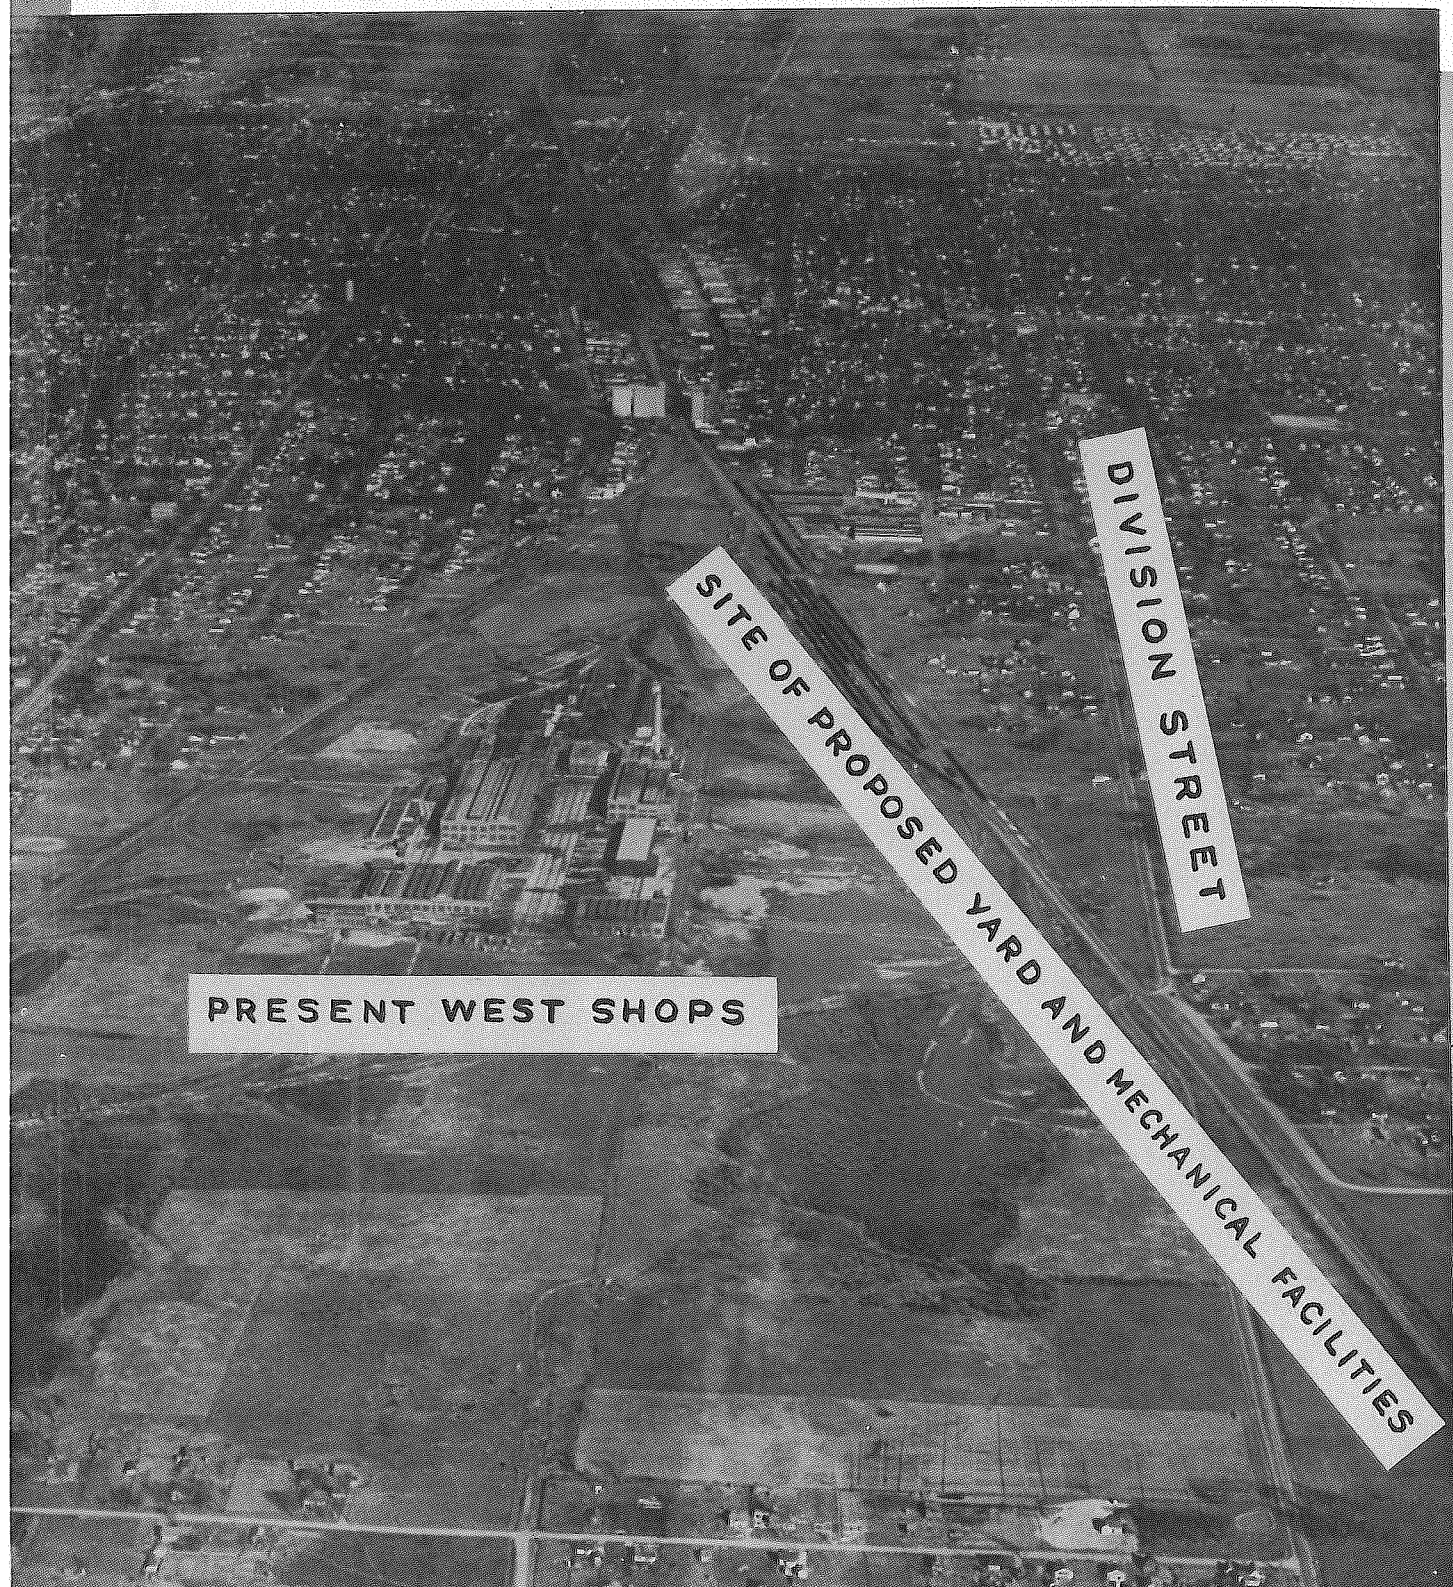 DIVISION STREET
SITE OF PROPOSED YARD AND MECHANICAL FACILITIES
PRESENT WEST SHOPS